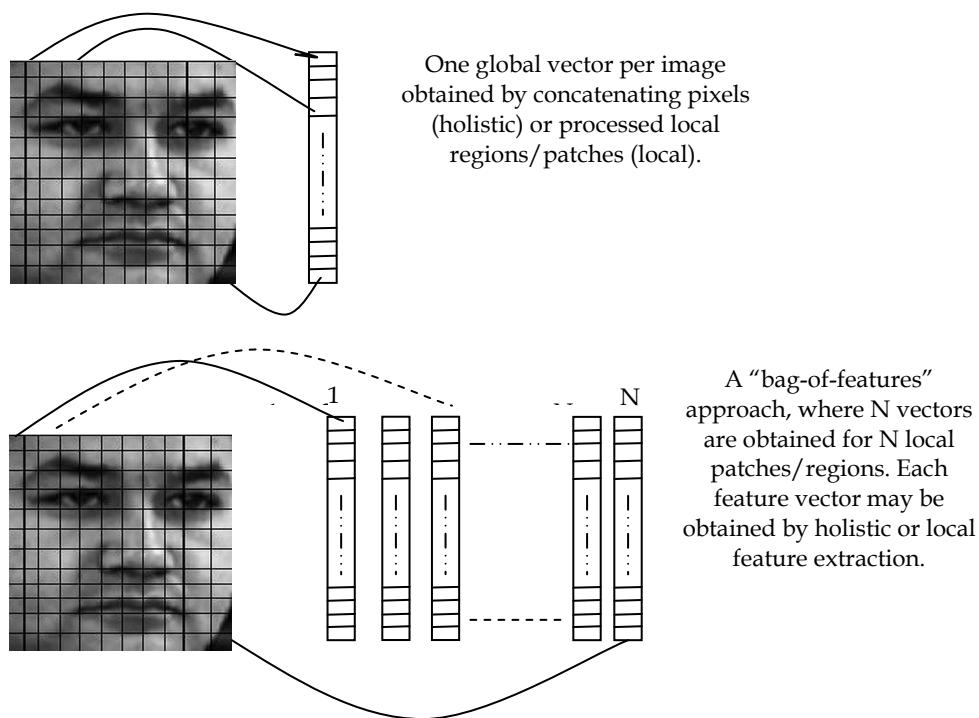 One global vector per image
obtained by concatenating pixels
(holistic) or processed local
regions/patches (local).
1
N
A “bag-of-features”
approach, where N vectors
are obtained for N local
patches/regions. Each
feature vector may be
obtained by holistic or local
feature extraction.